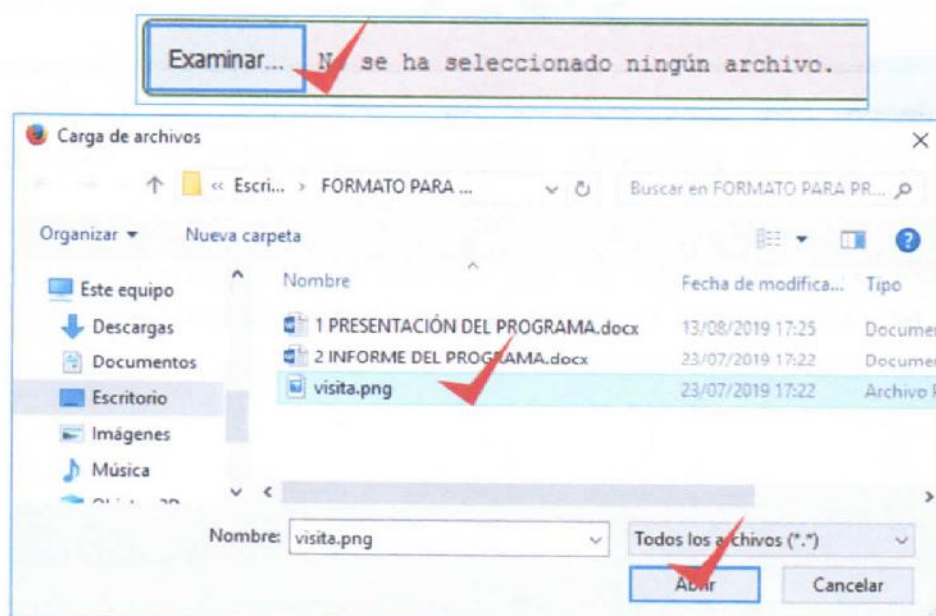 Examinar... No se ha seleccionado ningún archivo.
Carga de archivos
« Escri... › FORMATO PARA ... Buscar en FORMATO PARA PR...
Organizar Nueva carpeta
Nombre Fecha de modifica... Tipo
Este equipo
Descargas
Documentos
Escritorio
Imágenes
Música
1 PRESENTACIÓN DEL PROGRAMA.docx 13/08/2019 17:25 Documen
2 INFORME DEL PROGRAMA.docx 23/07/2019 17:22 Documen
visita.png 23/07/2019 17:22 Archivo P
Nombre: visita.png Todos los archivos (*.*)
Abrir Cancelar